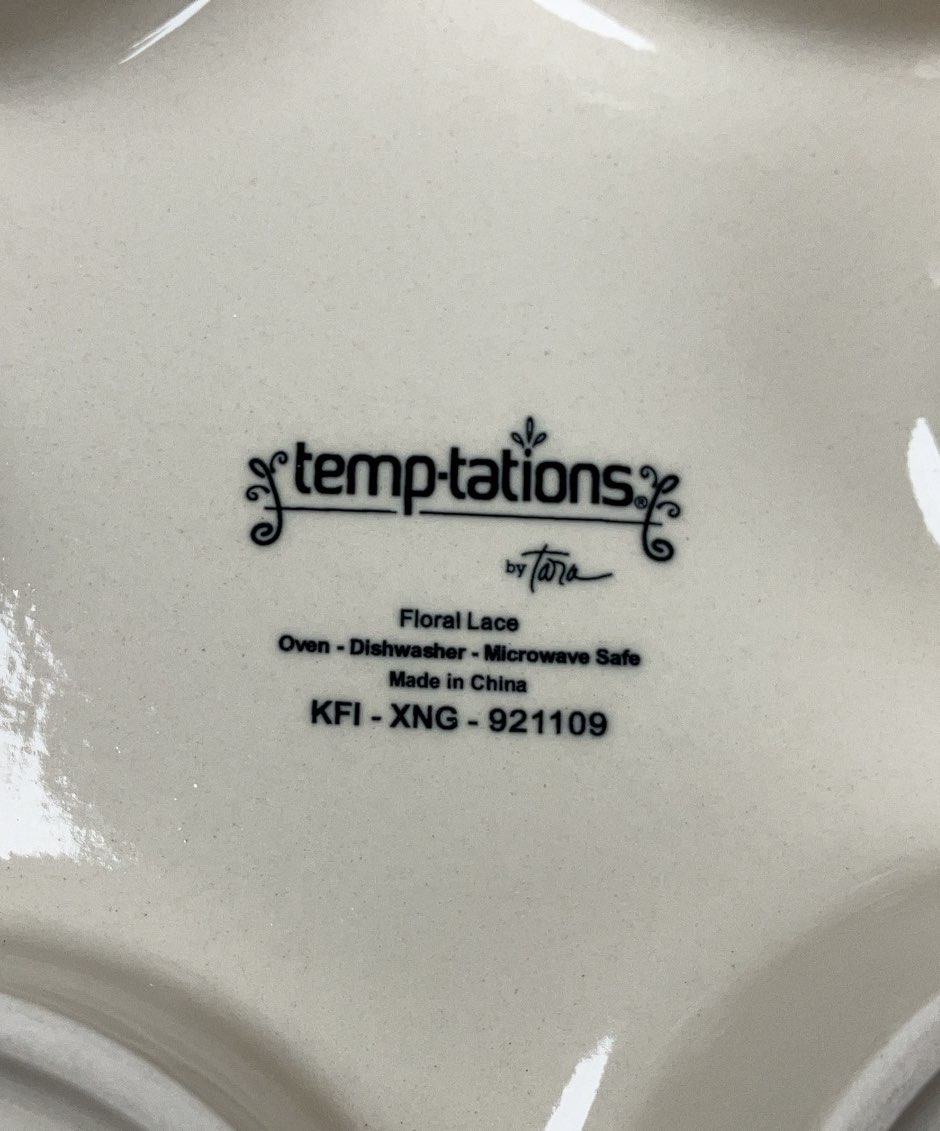 temp-tations®
by Tara
Floral Lace
Oven - Dishwasher - Microwave Safe
Made in China
KFI - XNG - 921109